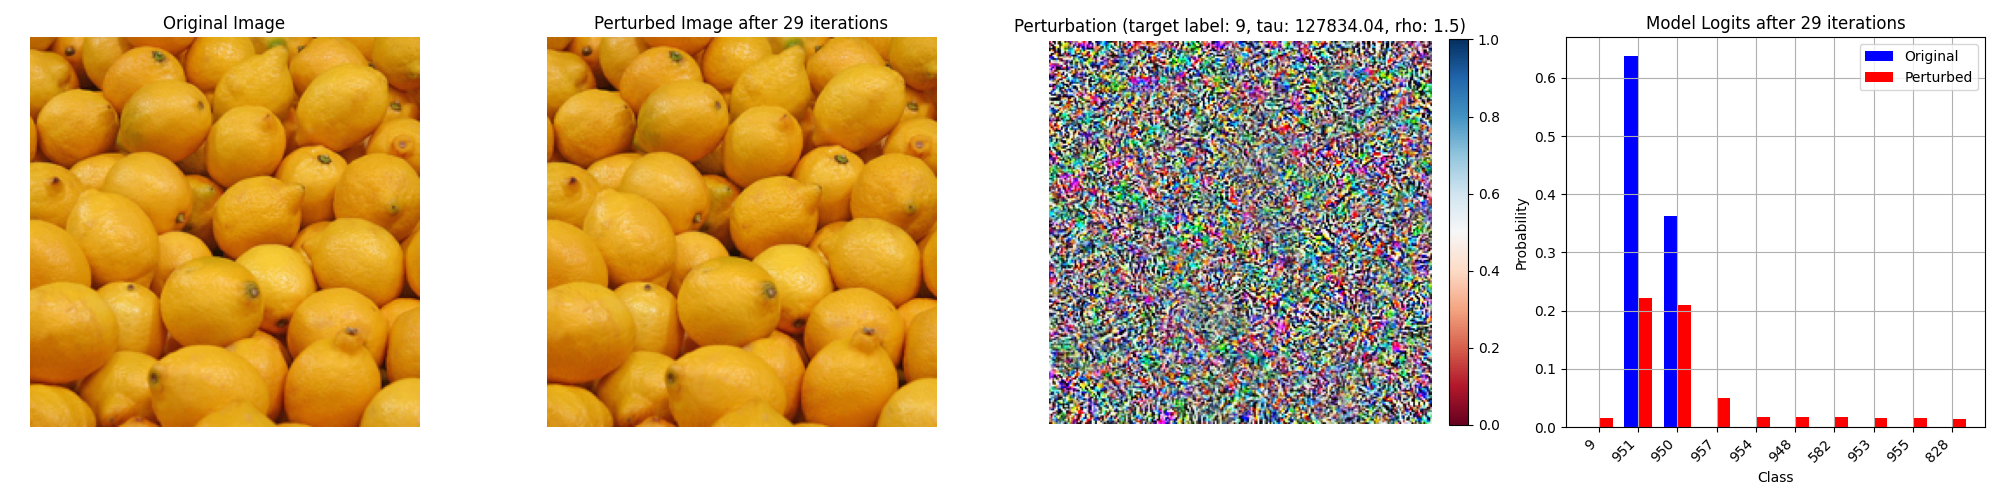 Original Image
Perturbed Image after 29 iterations
Perturbation (target label: 9, tau: 127834.04, rho: 1.5)
1.0
0.8
0.6
0.4
0.2
0.0
Model Logits after 29 iterations
Original
Perturbed
Probability
0.6
0.5
0.4
0.3
0.2
0.1
0.0
9
951
950
957
954
948
582
953
955
828
Class